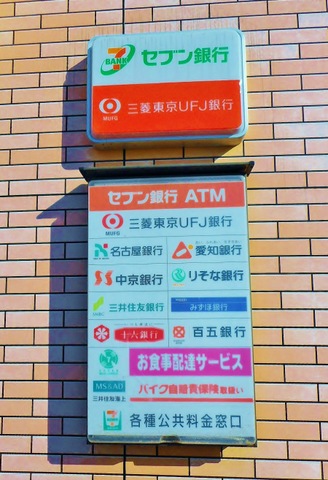 7
BANK
セブン銀行
MUFG
三菱東京UFJ銀行
セブン銀行 ATM
MUFG
三菱東京UFJ銀行
名古屋銀行
愛知銀行
中京銀行
りそな銀行
SMBC
三井住友銀行
みずほ銀行
十六銀行
百五銀行
お食事配達サービス
MS&AD
三井住友海上
バイク自賠責保険取扱い
各種公共料金窓口